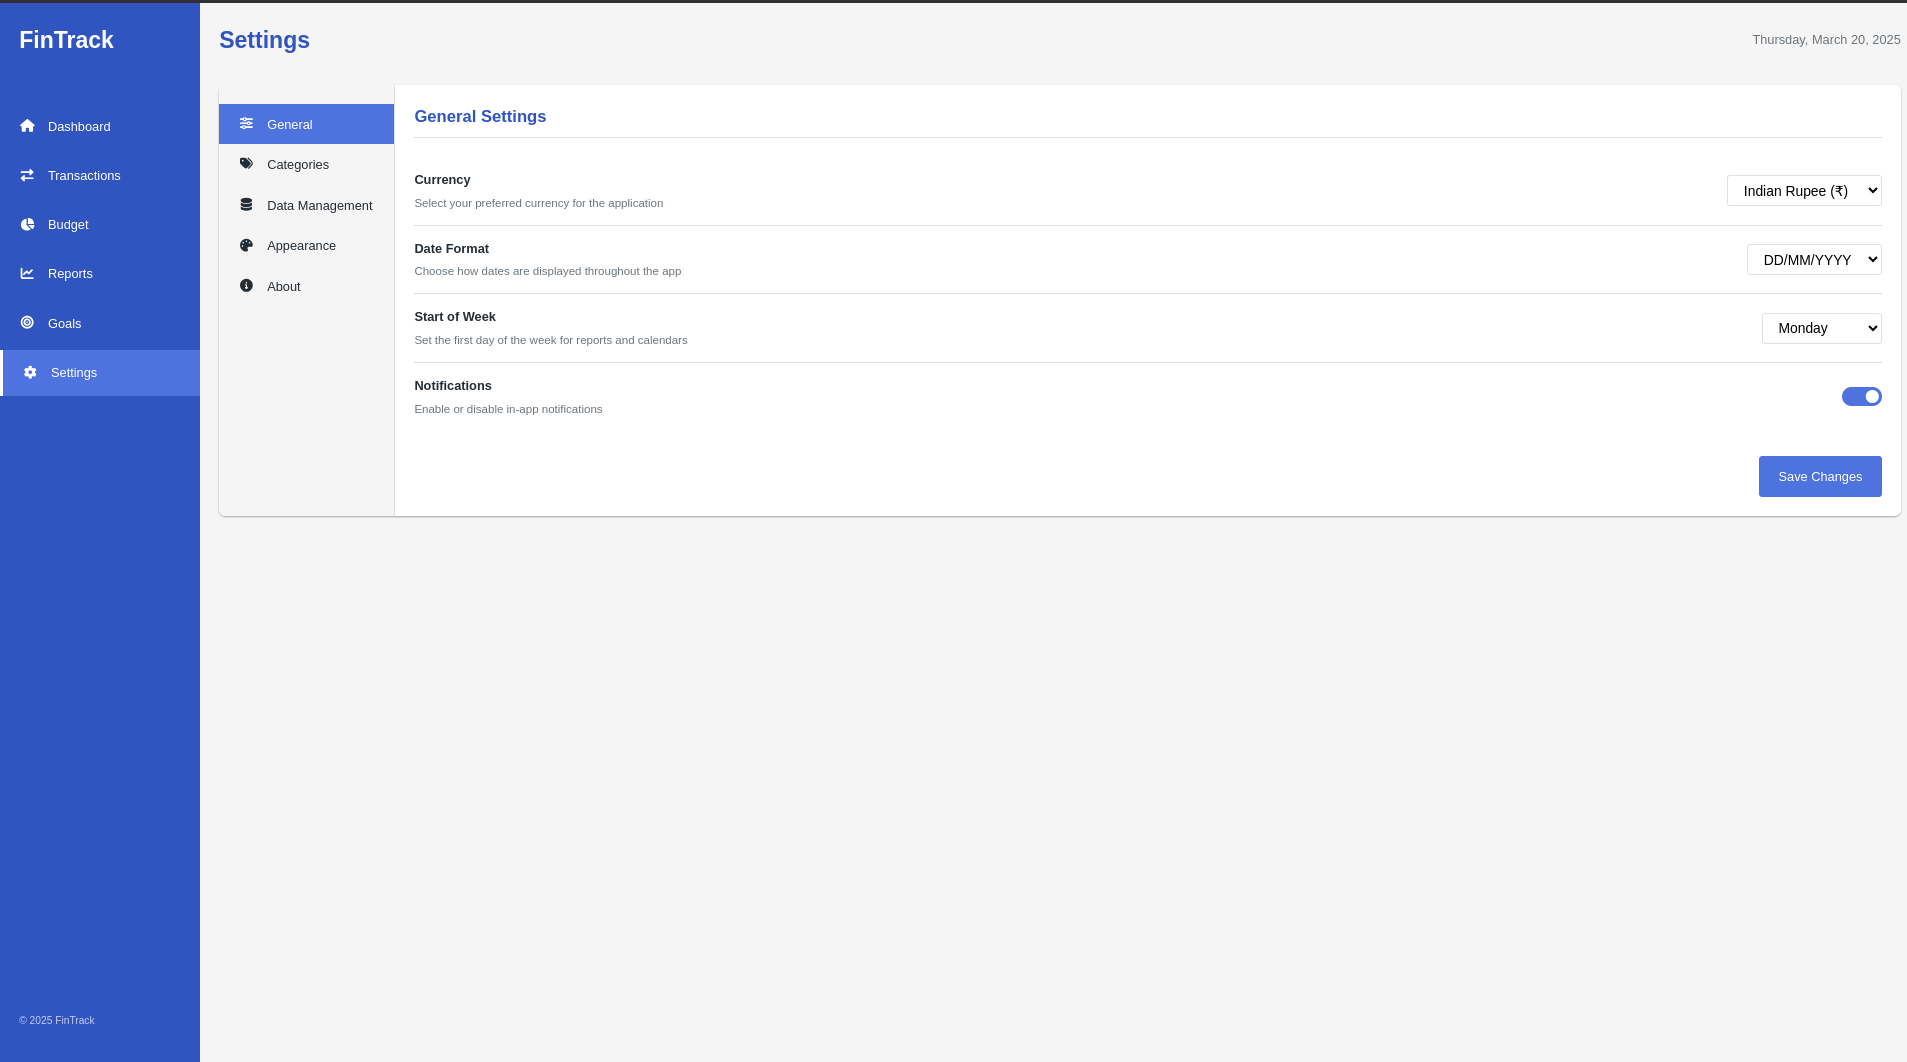 FinTrack
Dashboard
Transactions
Budget
Reports
Goals
Settings
© 2025 FinTrack
Settings
Thursday, March 20, 2025
General
Categories
Data Management
Appearance
About
General Settings
Currency
Select your preferred currency for the application
Indian Rupee (₹)
Date Format
Choose how dates are displayed throughout the app
DD/MM/YYYY
Start of Week
Set the first day of the week for reports and calendars
Monday
Notifications
Enable or disable in-app notifications
Save Changes